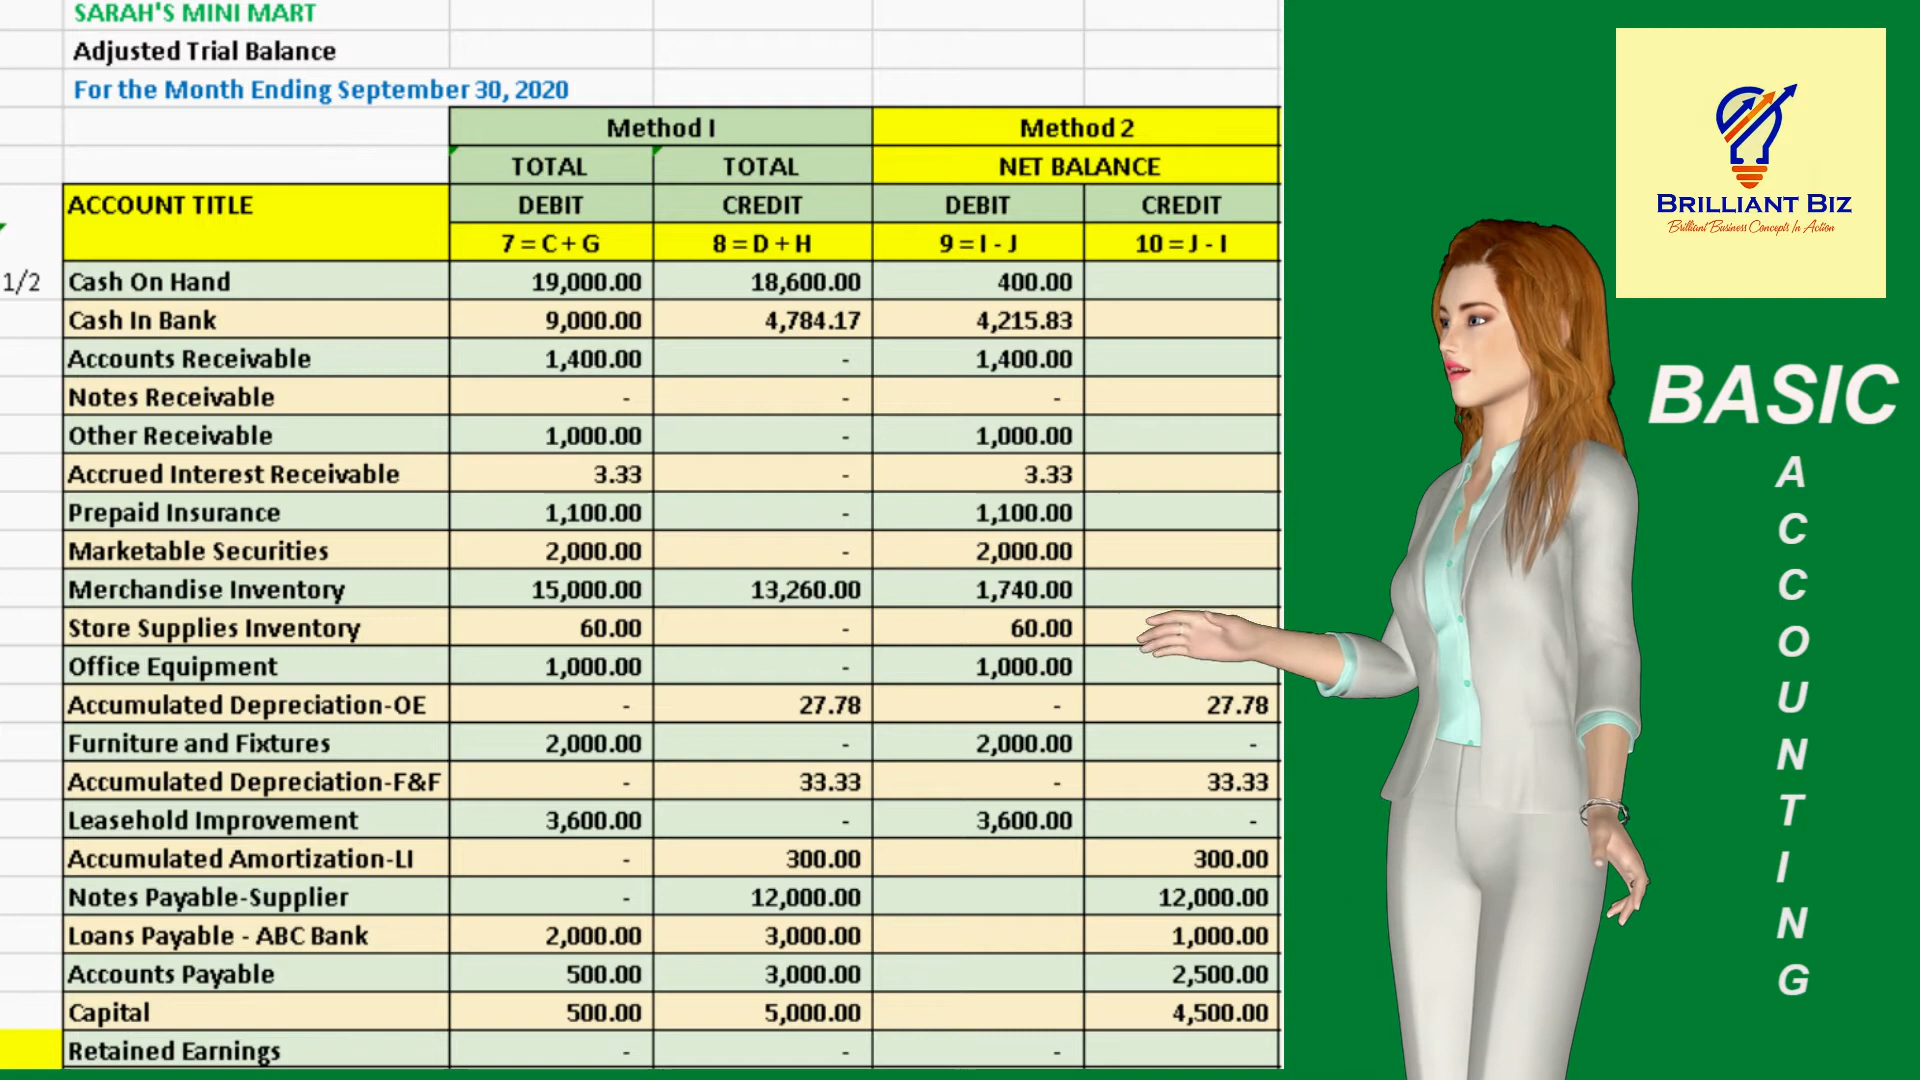 SARAH'S MINI MART
Adjusted Trial Balance
For the Month Ending September 30, 2020
Method I Method 2
TOTAL TOTAL NET BALANCE
ACCOUNT TITLE DEBIT CREDIT DEBIT CREDIT
7 = C + G 8 = D + H 9 = I - J 10 = J - I
1/2 Cash On Hand 19,000.00 18,600.00 400.00
Cash In Bank 9,000.00 4,784.17 4,215.83
Accounts Receivable 1,400.00 - 1,400.00
Notes Receivable - - -
Other Receivable 1,000.00 - 1,000.00
Accrued Interest Receivable 3.33 - 3.33
Prepaid Insurance 1,100.00 - 1,100.00
Marketable Securities 2,000.00 - 2,000.00
Merchandise Inventory 15,000.00 13,260.00 1,740.00
Store Supplies Inventory 60.00 - 60.00
Office Equipment 1,000.00 - 1,000.00
Accumulated Depreciation-OE - 27.78 - 27.78
Furniture and Fixtures 2,000.00 - 2,000.00 -
Accumulated Depreciation-F&F - 33.33 - 33.33
Leasehold Improvement 3,600.00 - 3,600.00 -
Accumulated Amortization-LI - 300.00 300.00
Notes Payable-Supplier - 12,000.00 12,000.00
Loans Payable - ABC Bank 2,000.00 3,000.00 1,000.00
Accounts Payable 500.00 3,000.00 2,500.00
Capital 500.00 5,000.00 4,500.00
Retained Earnings - - -
BRILLIANT BIZ
Brilliant Business Concepts In Action
BASIC
A
C
C
O
U
N
T
I
N
G